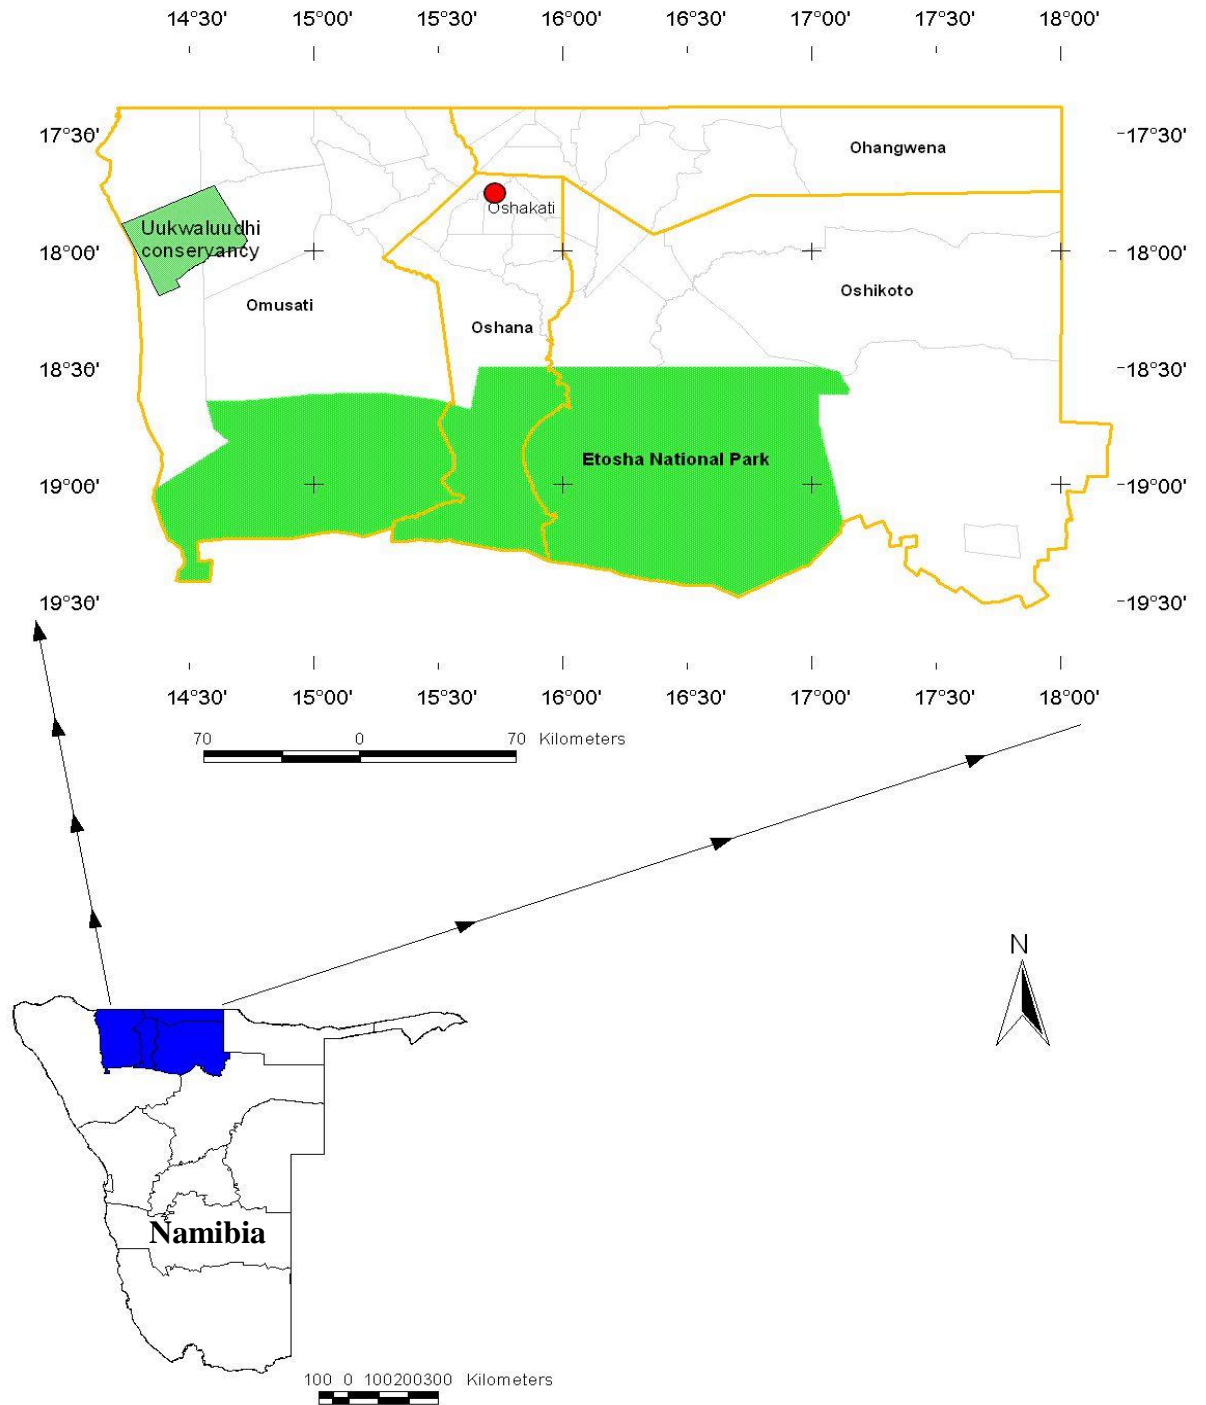 14°30' 15°00' 15°30' 16°00' 16°30' 17°00' 17°30' 18°00'
17°30' 17°30'
Ohangwena
Oshakati
Uukwaluudhi
conservancy
18°00' 18°00'
Oshikoto
Omusati
Oshana
18°30' 18°30'
Etosha National Park
19°00' 19°00'
19°30' 19°30'
14°30' 15°00' 15°30' 16°00' 16°30' 17°00' 17°30' 18°00'
70 0 70 Kilometers
N
Namibia
100 0 100200300 Kilometers